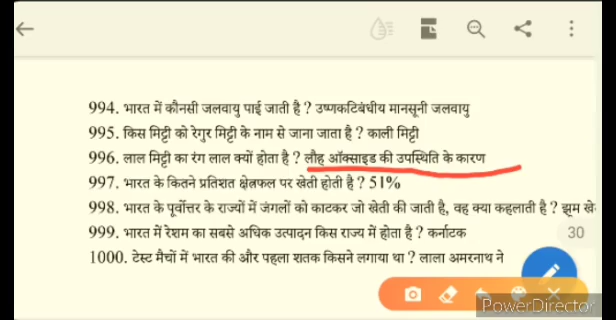 994. भारत में कौनसी जलवायु पाई जाती है ? उष्णकटिबंधीय मानसूनी जलवायु
995. किस मिट्टी को रेगुर मिट्टी के नाम से जाना जाता है ? काली मिट्टी
996. लाल मिट्टी का रंग लाल क्यों होता है ? लौह ऑक्साइड की उपस्थिति के कारण
997. भारत के कितने प्रतिशत क्षेत्रफल पर खेती होती है ? 51%
998. भारत के पूर्वोत्तर के राज्यों में जंगलों को काटकर जो खेती की जाती है, वह क्या कहलाती है ? झूम खे
999. भारत में रेशम का सबसे अधिक उत्पादन किस राज्य में होता है ? कर्नाटक
30
1000. टेस्ट मैचों में भारत की और पहला शतक किसने लगाया था ? लाला अमरनाथ ने
PowerDirector